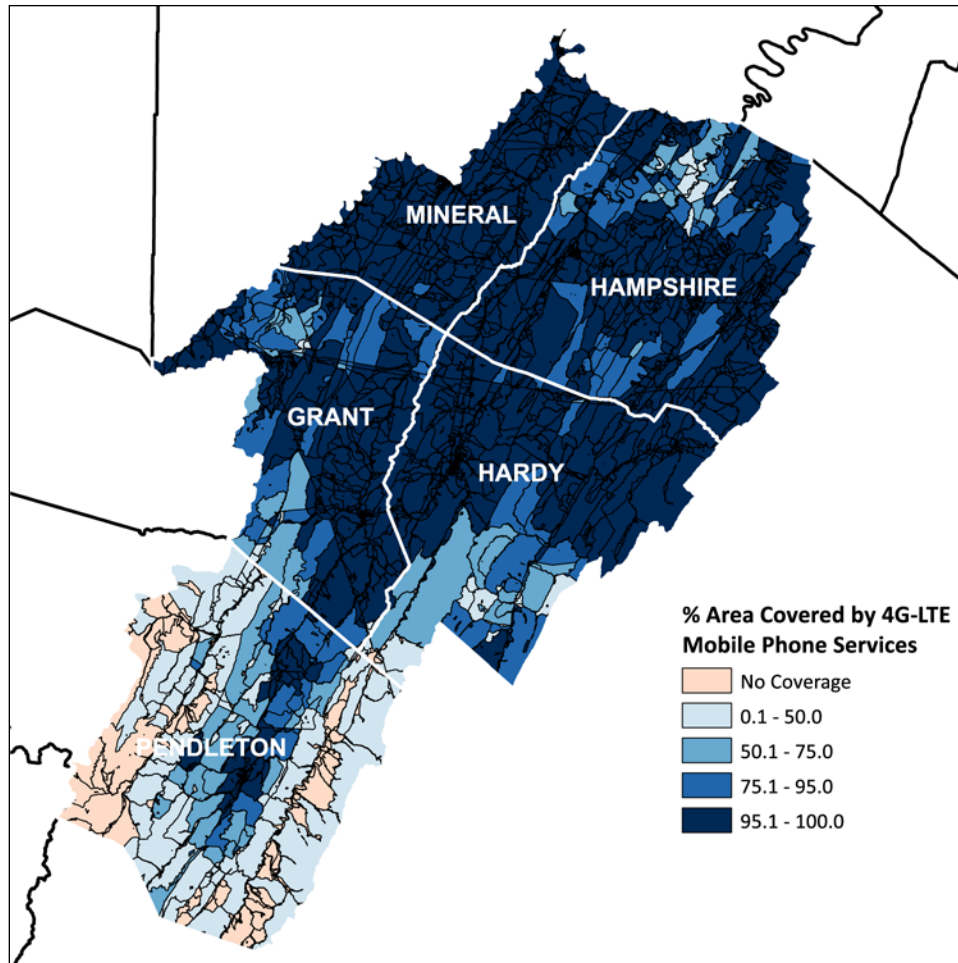 MINERAL
HAMPSHIRE
GRANT
HARDY
PENDLETON
% Area Covered by 4G-LTE
Mobile Phone Services
No Coverage
0.1 - 50.0
50.1 - 75.0
75.1 - 95.0
95.1 - 100.0